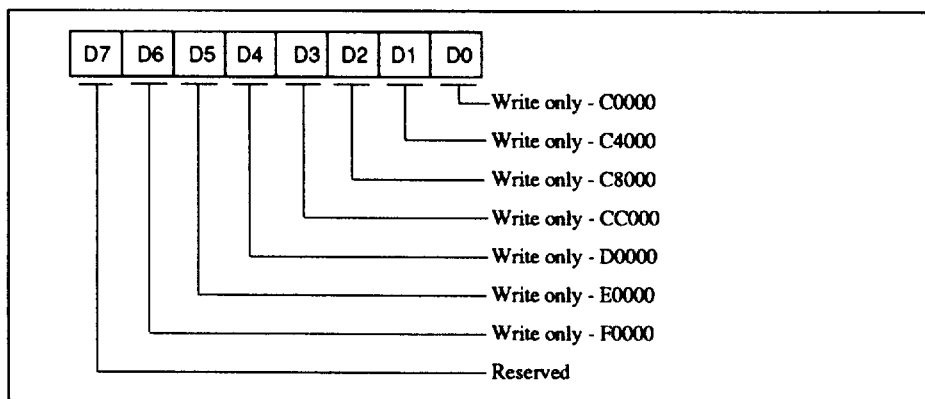 D7 D6 D5 D4 D3 D2 D1 D0
Write only - C0000
Write only - C4000
Write only - C8000
Write only - CC000
Write only - D0000
Write only - E0000
Write only - F0000
Reserved